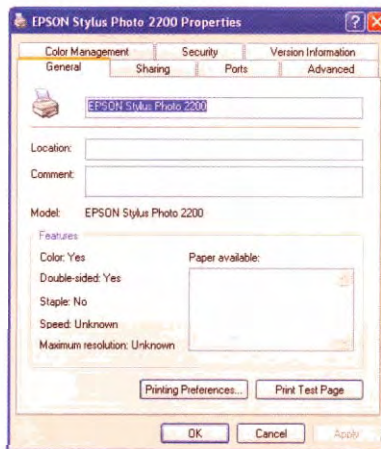 EPSON Stylus Photo 2200 Properties
Color Management Security Version Information
General Sharing Ports Advanced
EPSON Stylus Photo 2200
Location:
Comment:
Model: EPSON Stylus Photo 2200
Features
Color: Yes Paper available:
Double-sided: Yes
Staple: No
Speed: Unknown
Maximum resolution: Unknown
Printing Preferences... Print Test Page
OK Cancel Apply